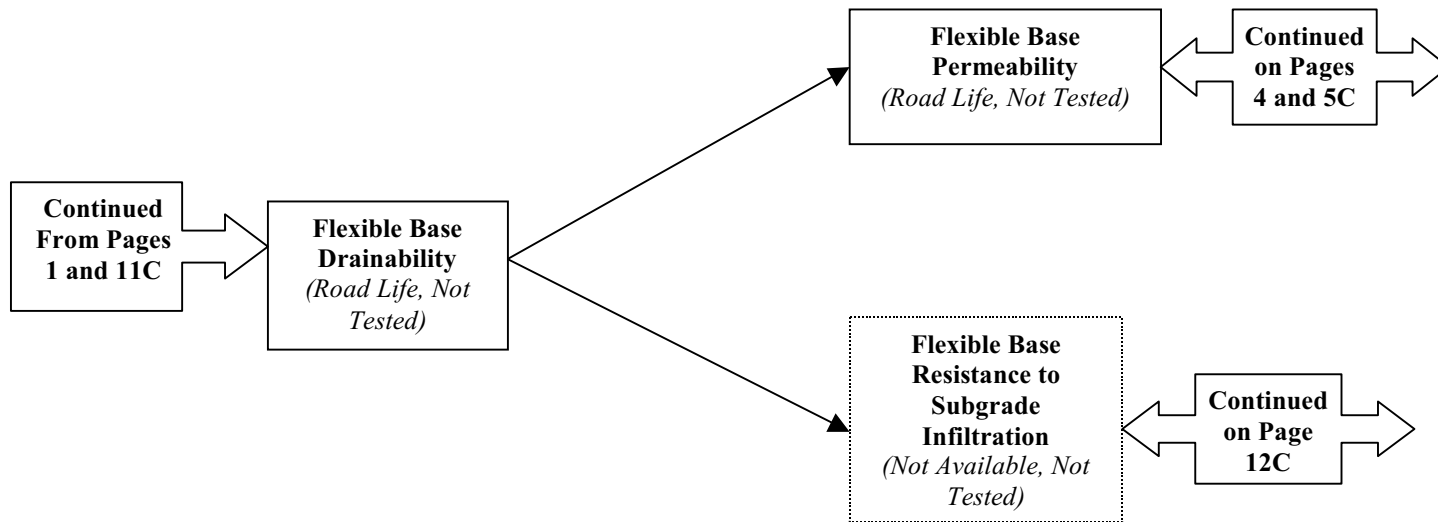 Continued
From Pages
1 and 11C
Flexible Base
Drainability
(Road Life, Not
Tested)
Flexible Base
Permeability
(Road Life, Not Tested)
Continued
on Pages
4 and 5C
Flexible Base
Resistance to
Subgrade
Infiltration
(Not Available, Not
Tested)
Continued
on Page
12C